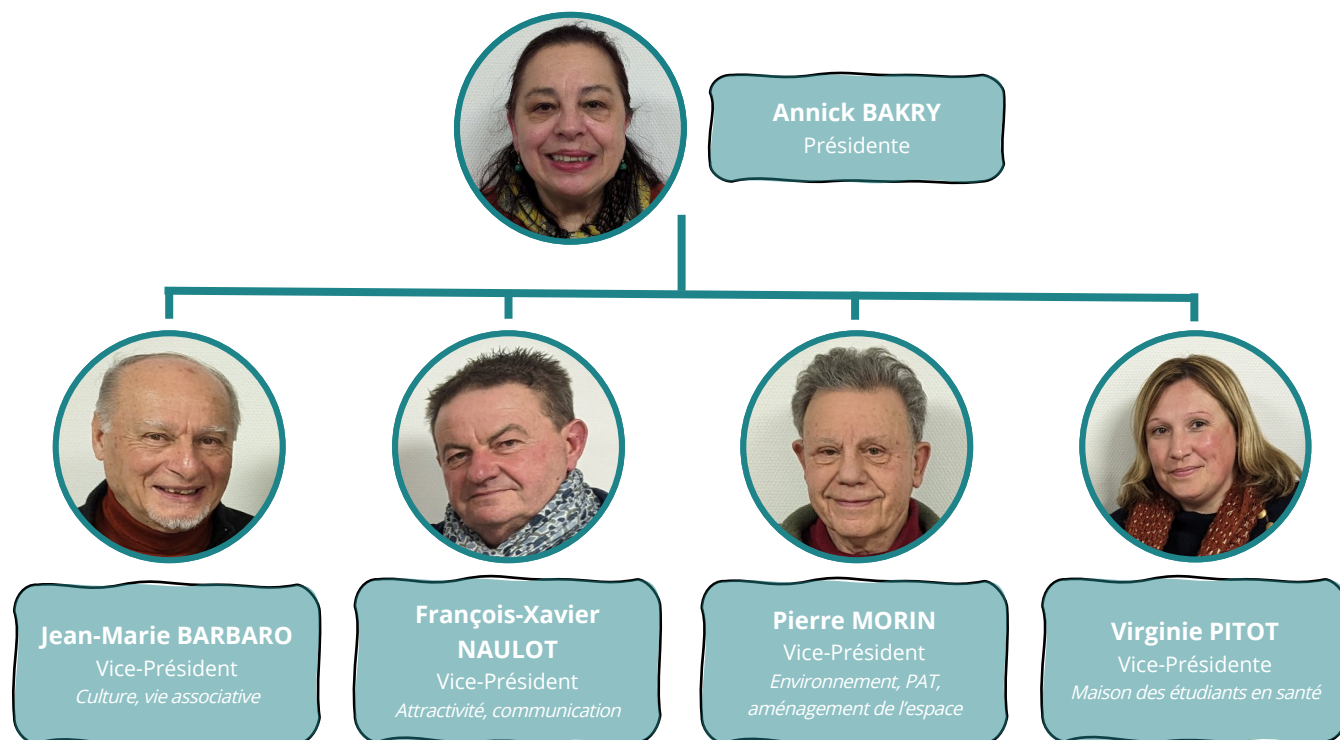 Annick BAKRY
Présidente
Jean-Marie BARBARO
Vice-Président
Culture, vie associative
François-Xavier
NAULOT
Vice-Président
Attractivité, communication
Pierre MORIN
Vice-Président
Environnement, PAT,
aménagement de l'espace
Virginie PITOT
Vice-Présidente
Maison des étudiants en santé